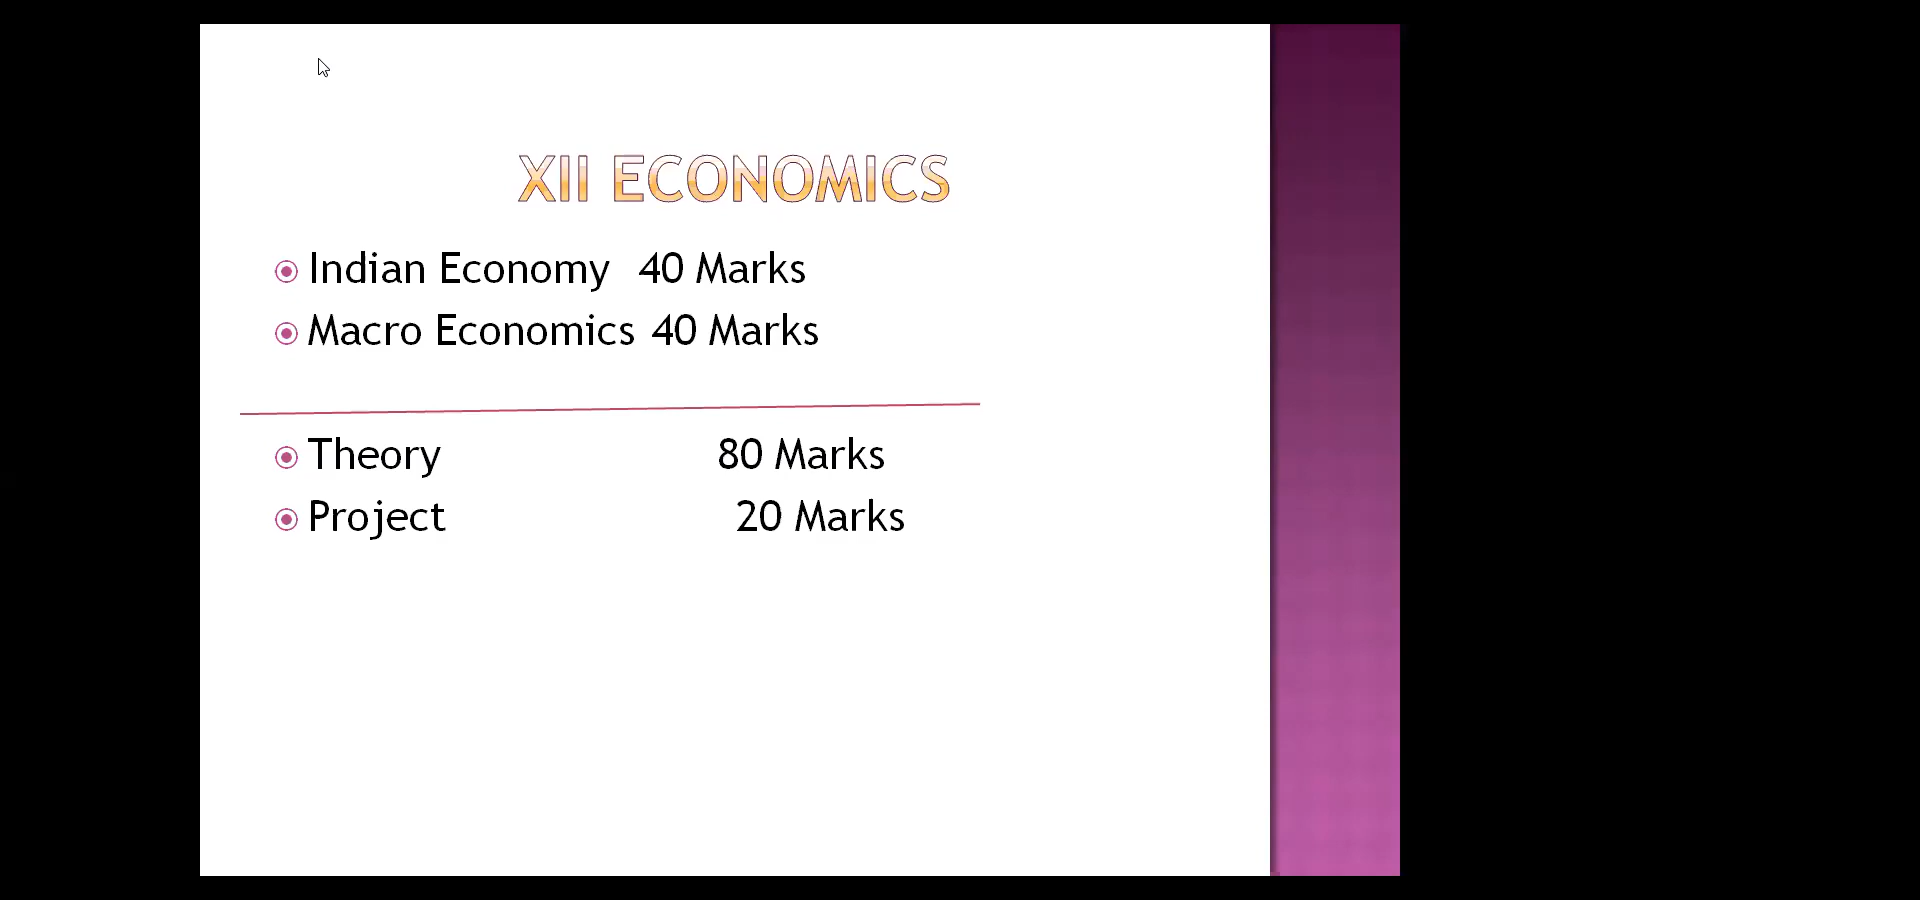 XII ECONOMICS
Indian Economy 40 Marks
Macro Economics 40 Marks
Theory 80 Marks
Project 20 Marks